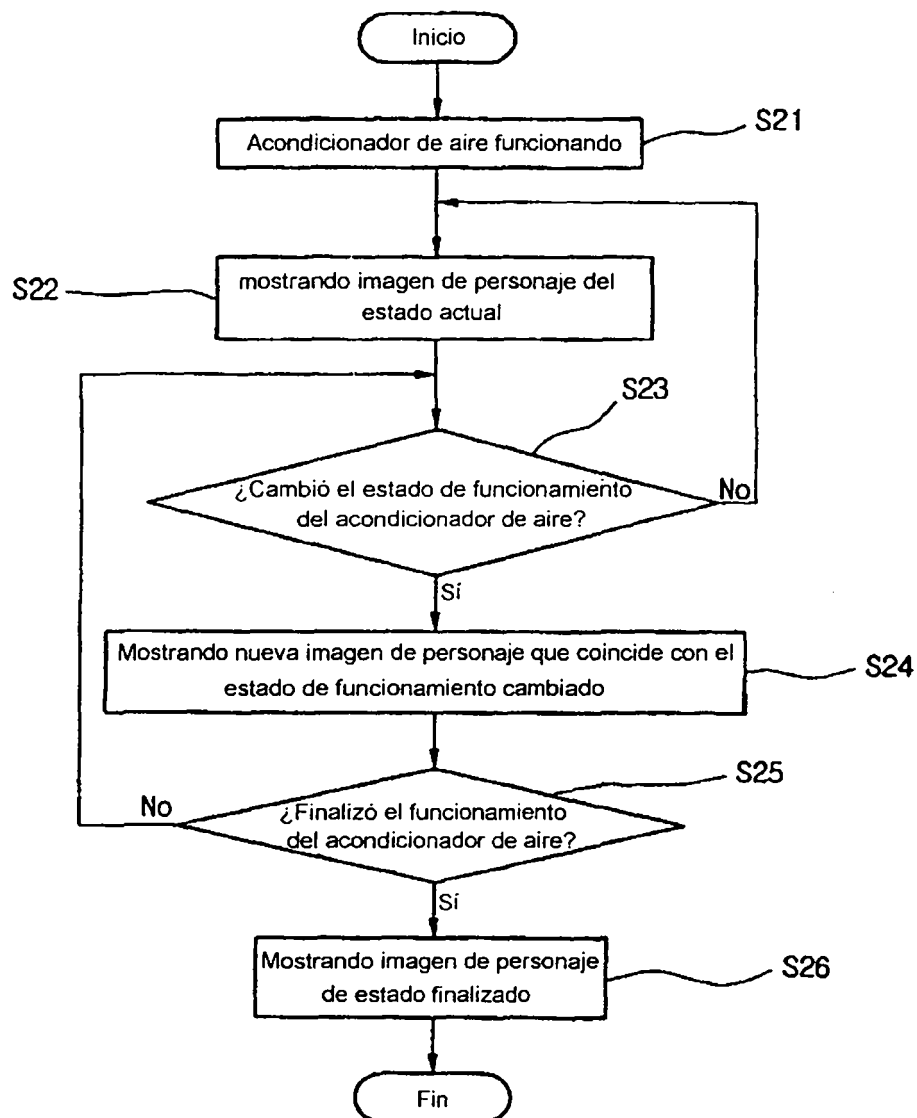 Inicio
S21
Acondicionador de aire funcionando
S22
mostrando imagen de personaje del
estado actual
S23
¿Cambió el estado de funcionamiento
del acondicionador de aire?
No
Sí
Mostrando nueva imagen de personaje que coincide con el
estado de funcionamiento cambiado
S24
S25
No
¿Finalizó el funcionamiento
del acondicionador de aire?
Sí
Mostrando imagen de personaje
de estado finalizado
S26
Fin